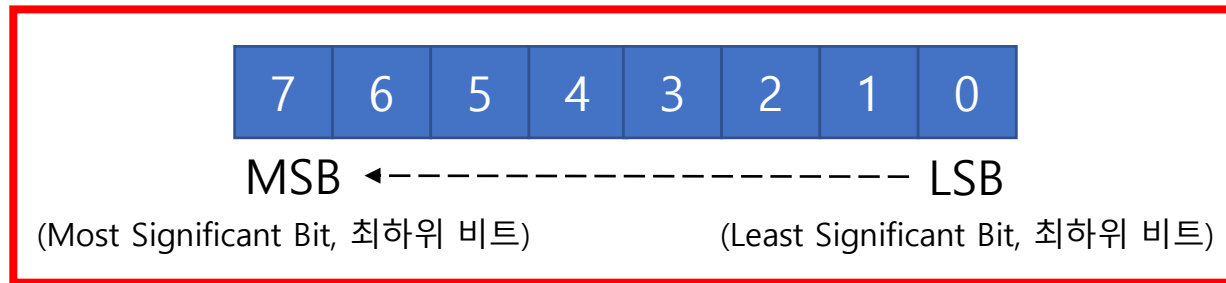 7 6 5 4 3 2 1 0
MSB LSB
(Most Significant Bit, 최하위 비트) (Least Significant Bit, 최하위 비트)